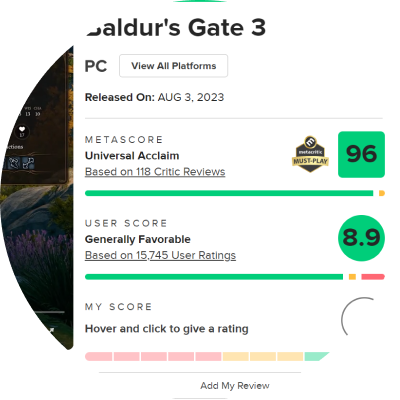 Baldur's Gate 3
PC
View All Platforms
Released On: AUG 3, 2023
METASCORE
Universal Acclaim
Based on 118 Critic Reviews
metacritic
MUST-PLAY
96
USER SCORE
Generally Favorable
Based on 15,745 User Ratings
8.9
MY SCORE
Hover and click to give a rating
Add My Review